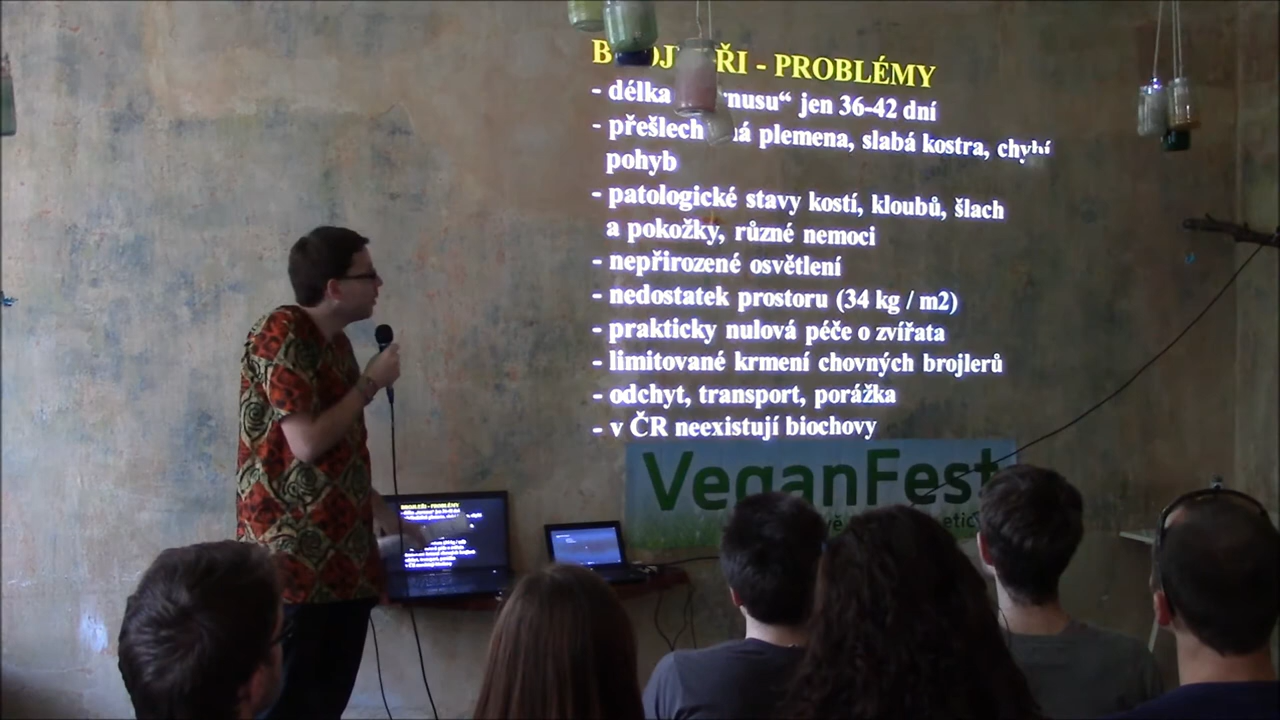 - PROBLÉMY
- délka jen 36-42 dní
plemena, slabá kostra, chybí
pohyb
- patologické stavy kostí, kloubů, šlach
a pokožky, různé nemoci
- nepřirozené osvětlení
- nedostatek prostoru (34 kg / m2)
- prakticky nulová péče o zvířata
- limitované krmení chovných brojlerů
- odchyt, transport, porážka
- v ČR neexistují biochovy
VeganFest
BROJLEŘI - PROBLÉMY